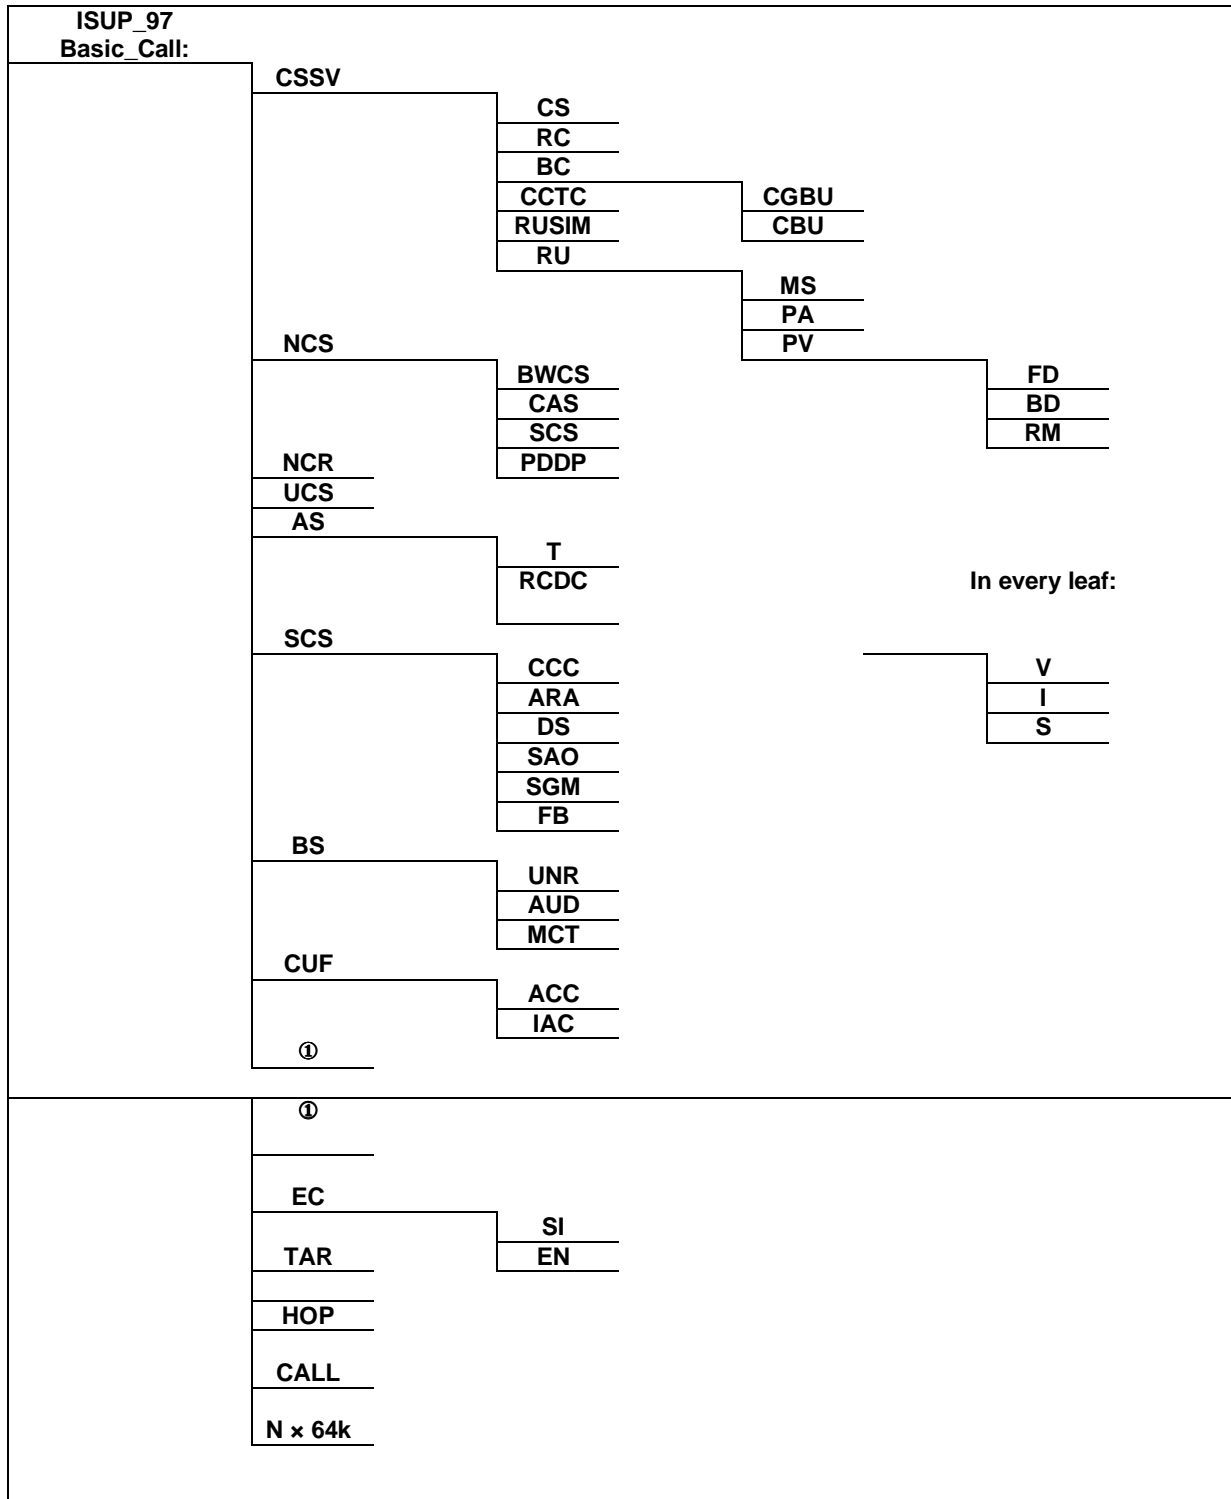 ISUP_97
Basic_Call:
CSSV
CS
RC
BC
CCTC CGBU
RUSIM CBU
RU
MS
PA
NCS PV
BWCS FD
CAS BD
SCS RM
NCR PDDP
UCS
AS
T
RCDC In every leaf:
SCS
CCC V
ARA I
DS S
SAO
SGM
FB
BS
UNR
AUD
MCT
CUF
ACC
IAC
①
①
EC
SI
TAR EN
HOP
CALL
N × 64k